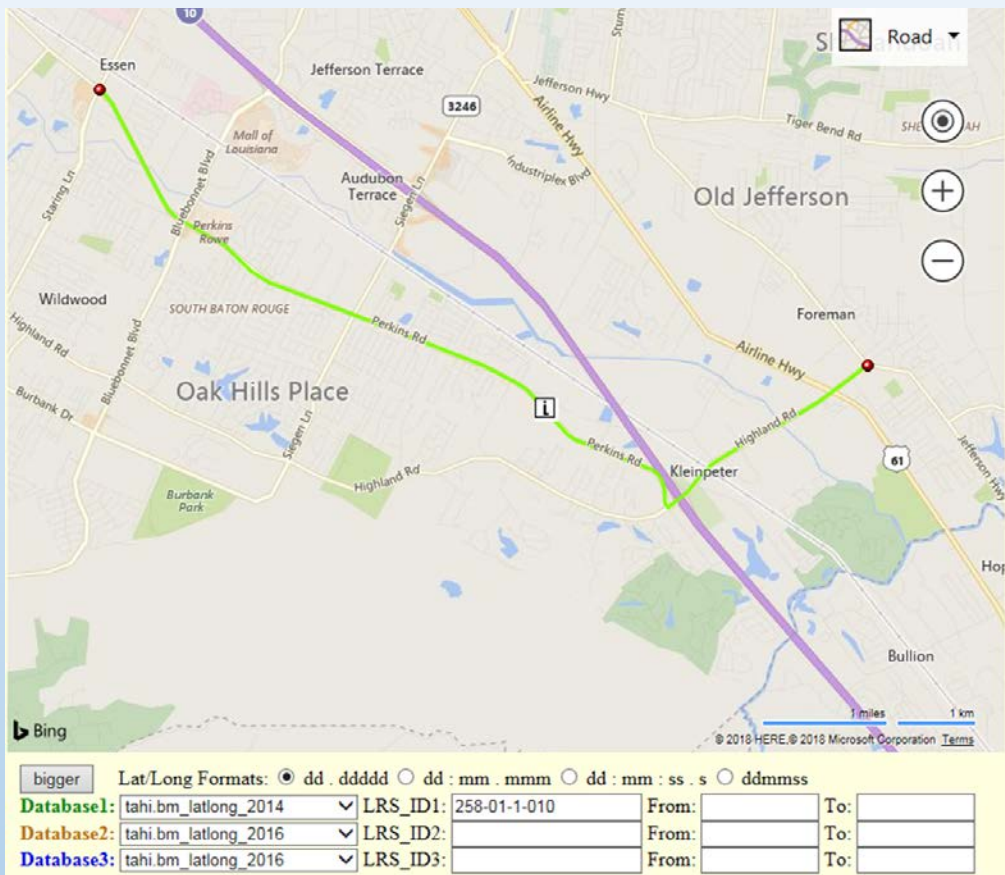 10
Road
Essen
Jefferson Terrace
3246
Jefferson Hwy
Airline Hwy
Tiger Bend Rd
Mall of
Louisiana
Industriplex Blvd
Audubon
Terrace
Siegen Ln
Old Jefferson
Staring Ln
Bluebonnet Blvd
Perkins
Rowe
Wildwood
SOUTH BATON ROUGE
Foreman
Highland Rd
Perkins Rd
Airline Hwy
Bluebonnet Blvd
Oak Hills Place
i
Burbank Dr
Siegen Ln
Highland Rd
Perkins Rd
Kleinpeter
61
Jefferson Hwy
Highland Rd
Burbank
Park
Bullion
Bing
1 miles 1 km
© 2018 HERE, © 2018 Microsoft Corporation Terms
bigger Lat/Long Formats: dd . ddddd dd : mm . mmm dd : mm : ss . s ddmmss
Database1: tahi.bm_latlong_2014 LRS_ID1: 258-01-1-010 From: To:
Database2: tahi.bm_latlong_2016 LRS_ID2: From: To:
Database3: tahi.bm_latlong_2016 LRS_ID3: From: To: